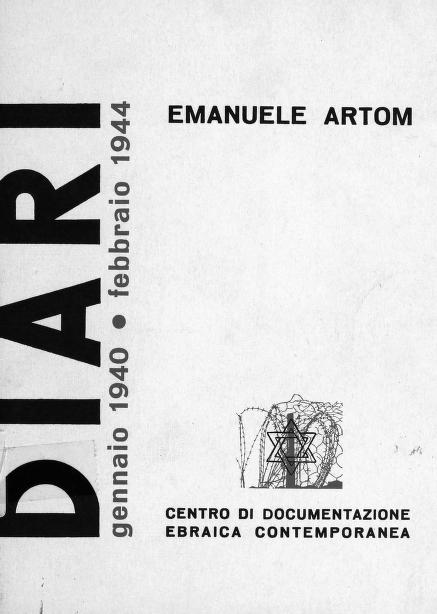 EMANUELE ARTOM
DIARI
gennaio 1940 ● febbraio 1944
CENTRO DI DOCUMENTAZIONE
EBRAICA CONTEMPORANEA